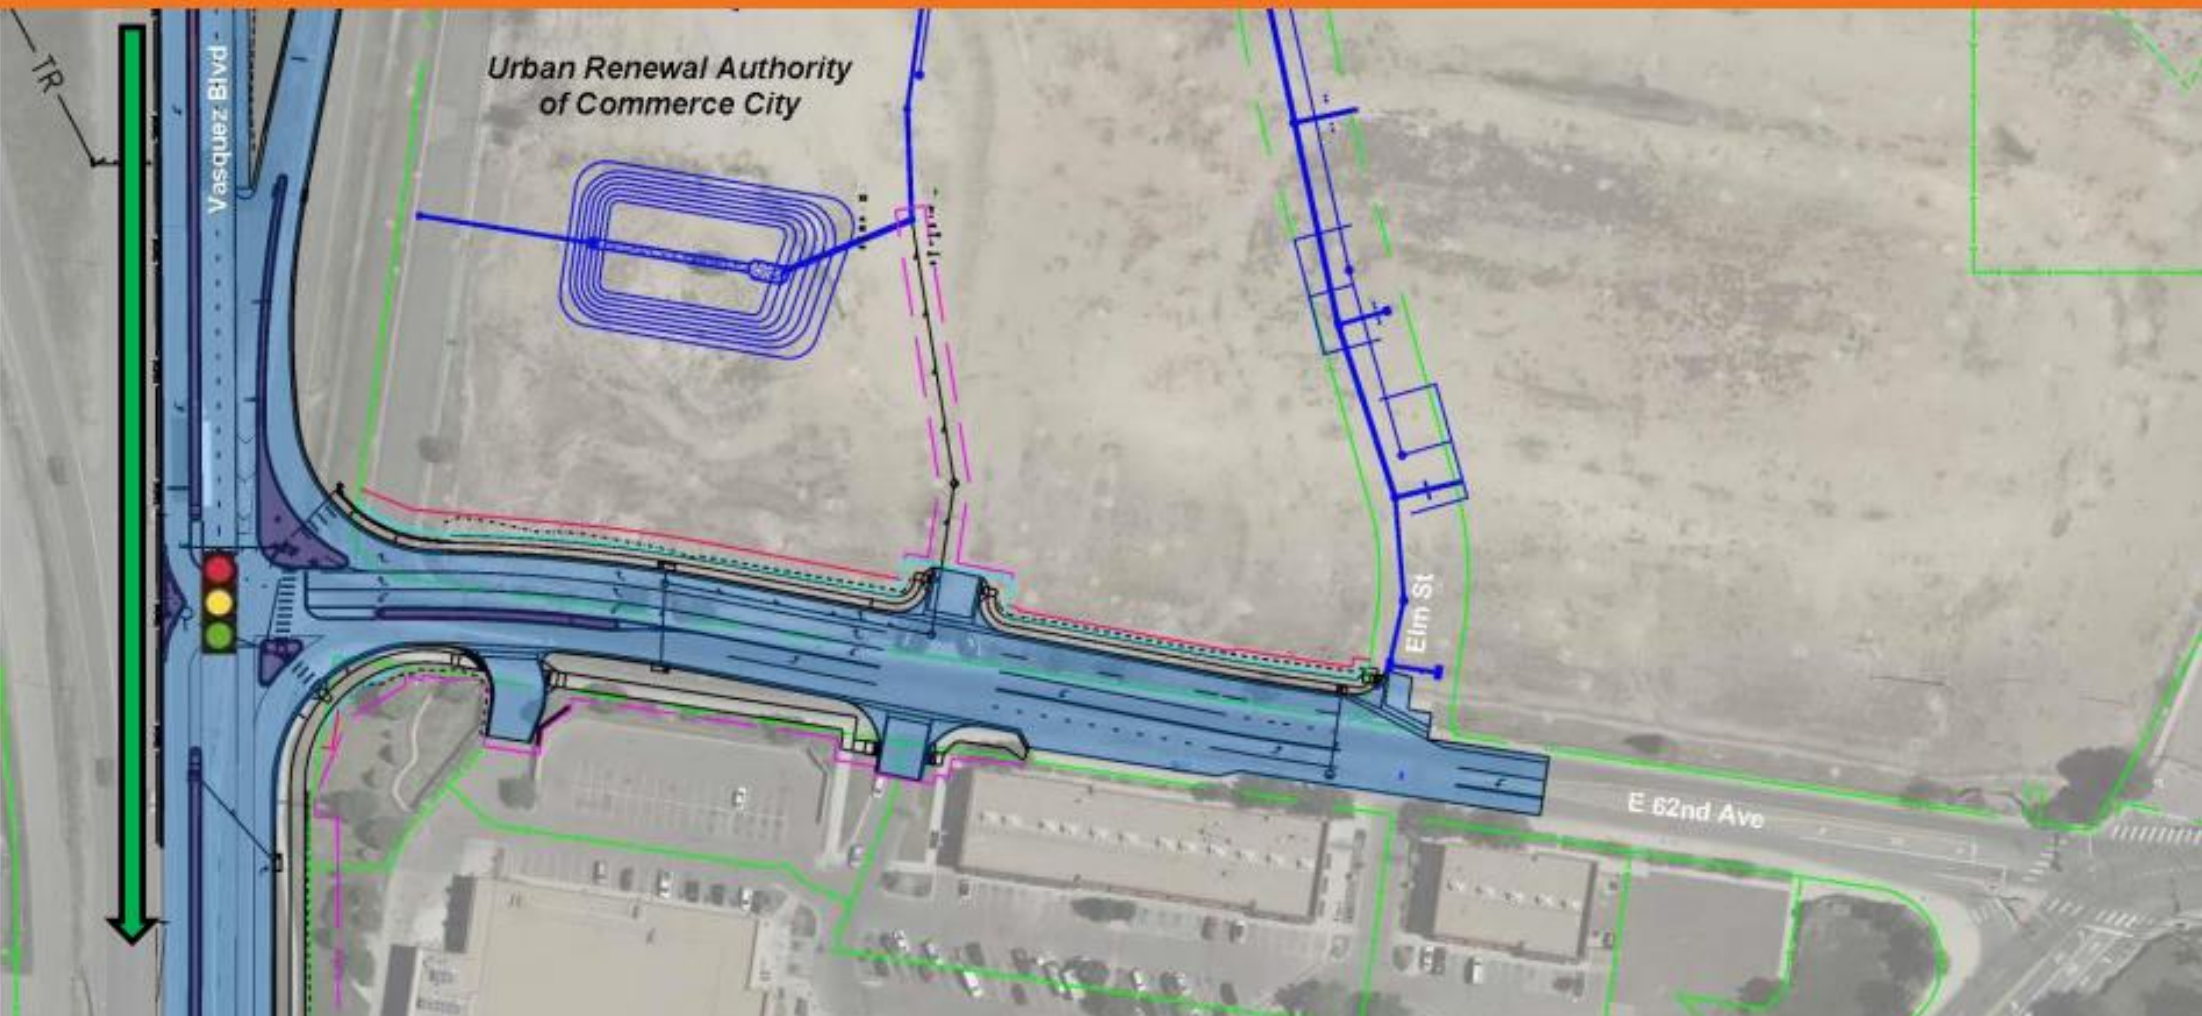 TR
Vasquez Blvd
Urban Renewal Authority
of Commerce City
Elm St
E 62nd Ave